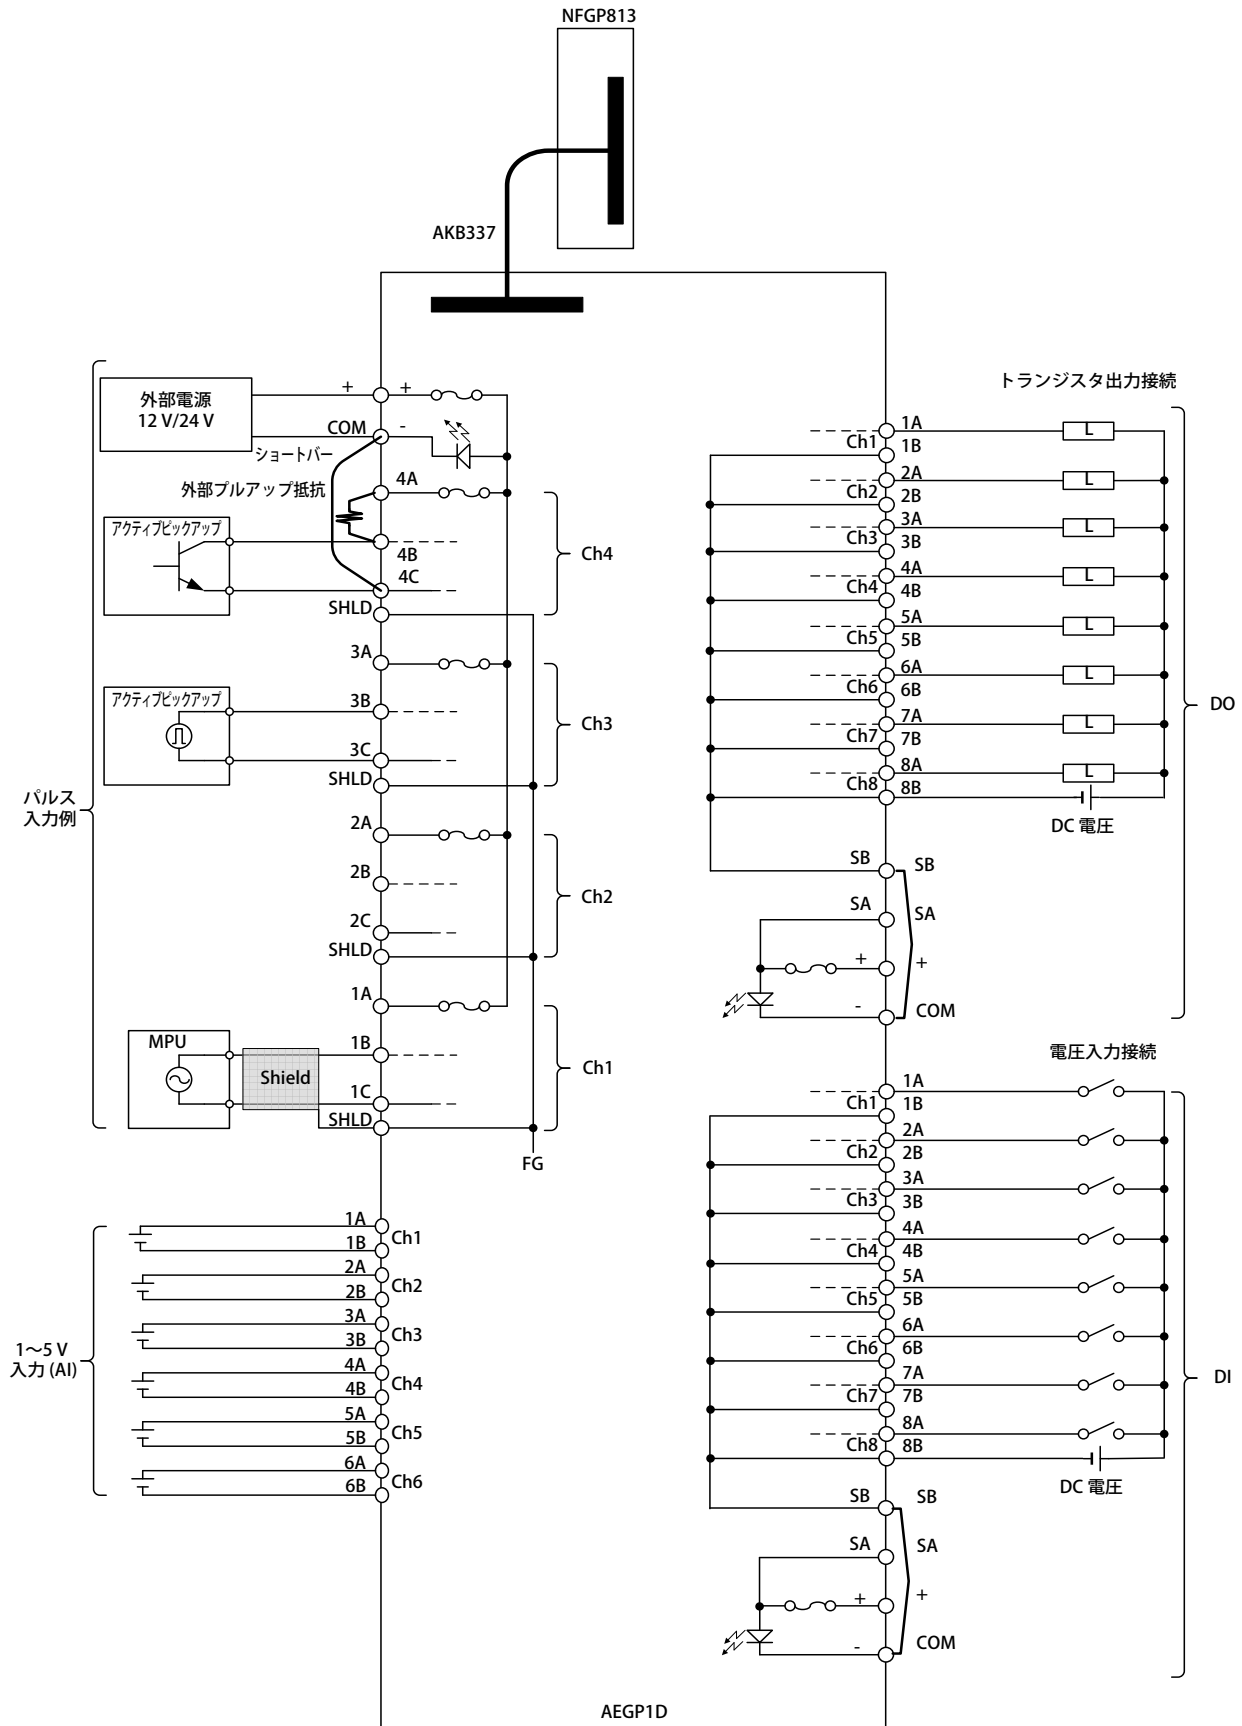 NFGP813
AKB337
パルス
入力例
外部電源
12 V/24 V
+
+
COM
-
ショートバー
外部プルアップ抵抗
4A
アクティブピックアップ
4B
4C
SHLD
Ch4
3A
アクティブピックアップ
3B
3C
SHLD
Ch3
2A
2B
2C
SHLD
Ch2
1A
MPU
Shield
1B
1C
SHLD
Ch1
FG
1～5 V
入力 (AI)
1A
1B
Ch1
2A
2B
Ch2
3A
3B
Ch3
4A
4B
Ch4
5A
5B
Ch5
6A
6B
Ch6
トランジスタ出力接続
Ch1
1A
1B
L
Ch2
2A
2B
L
Ch3
3A
3B
L
Ch4
4A
4B
L
Ch5
5A
5B
L
Ch6
6A
6B
L
Ch7
7A
7B
L
Ch8
8A
8B
L
DC 電圧
DO
SB
SB
SA
SA
+
+
-
COM
電圧入力接続
Ch1
1A
1B
Ch2
2A
2B
Ch3
3A
3B
Ch4
4A
4B
Ch5
5A
5B
Ch6
6A
6B
Ch7
7A
7B
Ch8
8A
8B
DC 電圧
DI
SB
SB
SA
SA
+
+
-
COM
AEGP1D